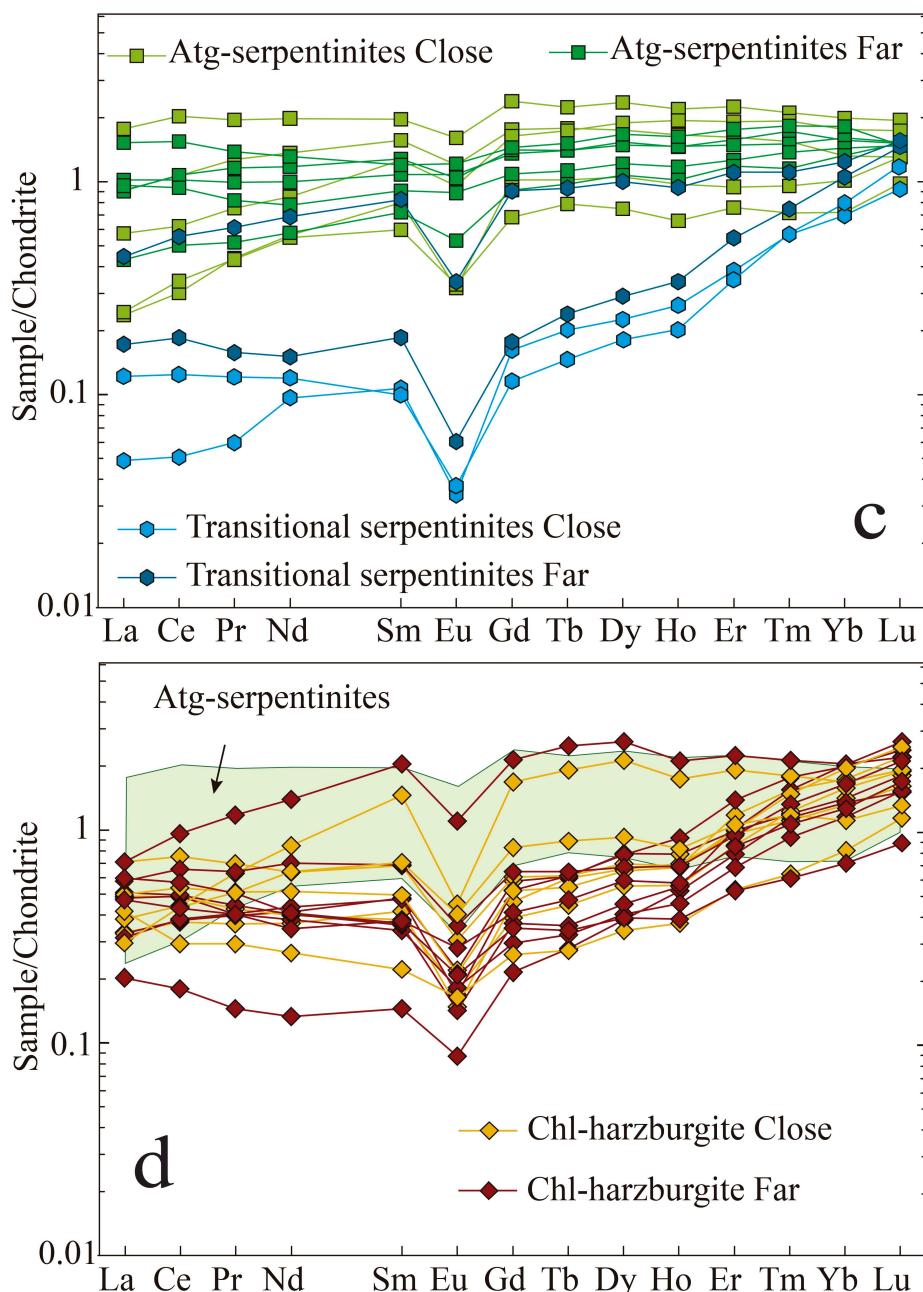 Atg-serpentinites Close
Atg-serpentinites Far
1
0.1
0.01
Sample/Chondrite
Transitional serpentinites Close
Transitional serpentinites Far
c
La Ce Pr Nd Sm Eu Gd Tb Dy Ho Er Tm Yb Lu
Atg-serpentinites
1
0.1
0.01
Sample/Chondrite
Chl-harzburgite Close
Chl-harzburgite Far
d
La Ce Pr Nd Sm Eu Gd Tb Dy Ho Er Tm Yb Lu